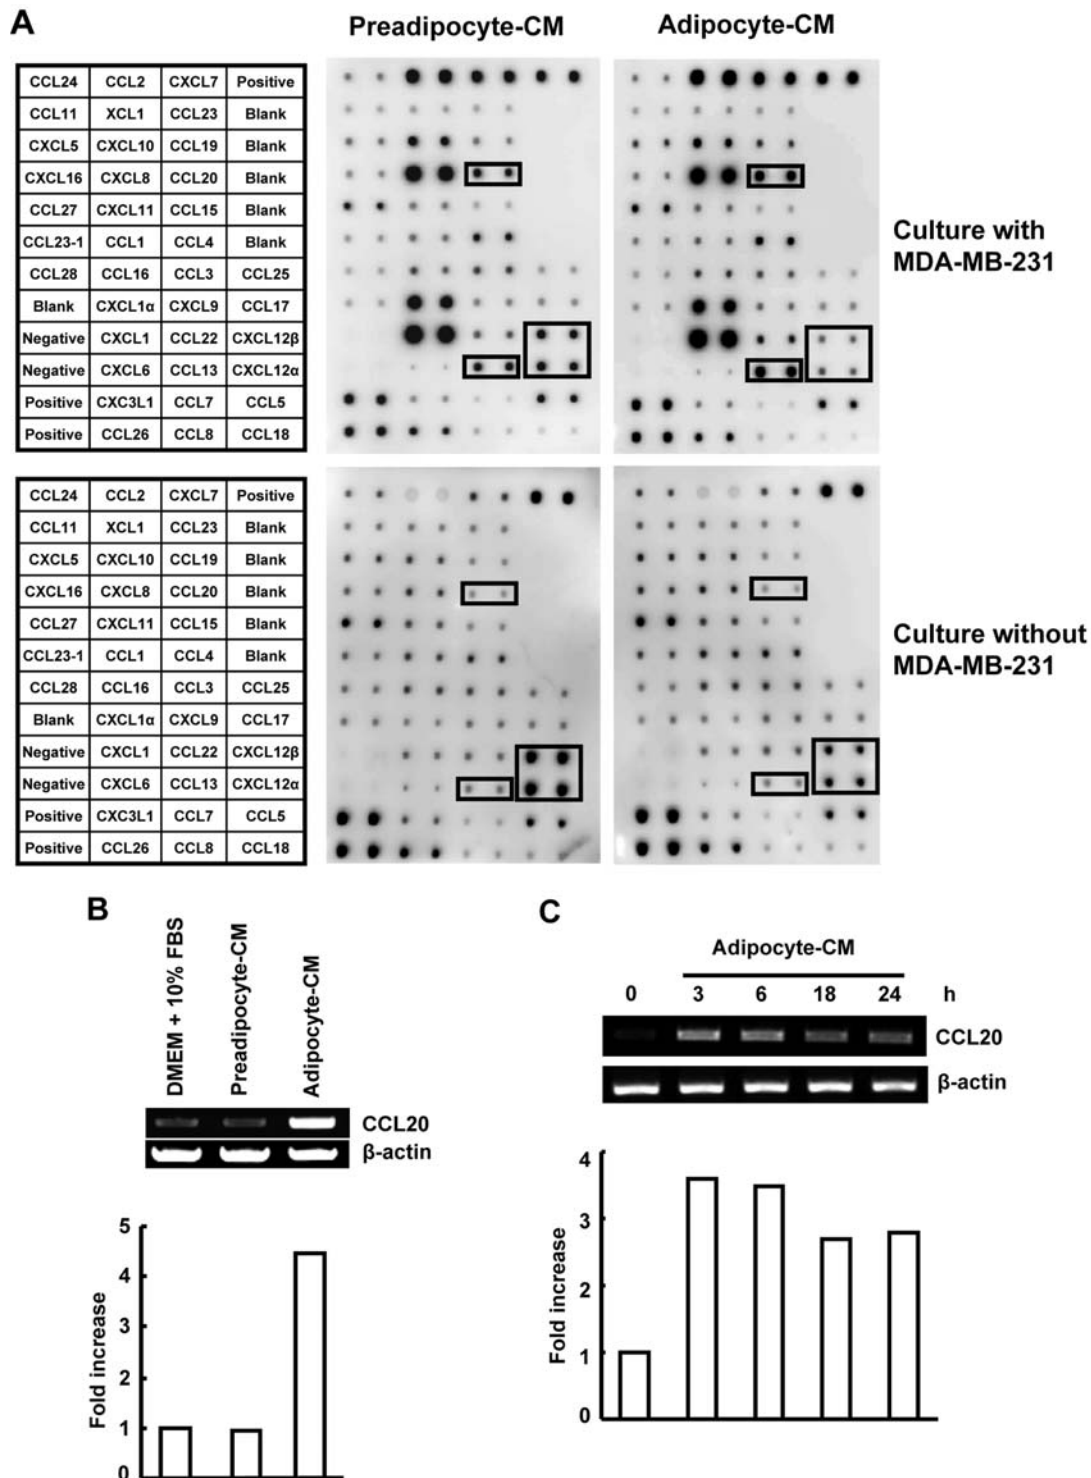 A
Preadipocyte-CM Adipocyte-CM
CCL24 CCL2 CXCL7 Positive
CCL11 XCL1 CCL23 Blank
CXCL5 CXCL10 CCL19 Blank
CXCL16 CXCL8 CCL20 Blank
CCL27 CXCL11 CCL15 Blank
CCL23-1 CCL1 CCL4 Blank
CCL28 CCL16 CCL3 CCL25
Blank CXCL1α CXCL9 CCL17
Negative CXCL1 CCL22 CXCL12β
Negative CXCL6 CCL13 CXCL12α
Positive CXC3L1 CCL7 CCL5
Positive CCL26 CCL8 CCL18
Culture with
MDA-MB-231
CCL24 CCL2 CXCL7 Positive
CCL11 XCL1 CCL23 Blank
CXCL5 CXCL10 CCL19 Blank
CXCL16 CXCL8 CCL20 Blank
CCL27 CXCL11 CCL15 Blank
CCL23-1 CCL1 CCL4 Blank
CCL28 CCL16 CCL3 CCL25
Blank CXCL1α CXCL9 CCL17
Negative CXCL1 CCL22 CXCL12β
Negative CXCL6 CCL13 CXCL12α
Positive CXC3L1 CCL7 CCL5
Positive CCL26 CCL8 CCL18
Culture without
MDA-MB-231
B
DMEM + 10% FBS
Preadipocyte-CM
Adipocyte-CM
CCL20
β-actin
Fold increase
5
4
3
2
1
0
C
Adipocyte-CM
0 3 6 18 24 h
CCL20
β-actin
Fold increase
4
3
2
1
0